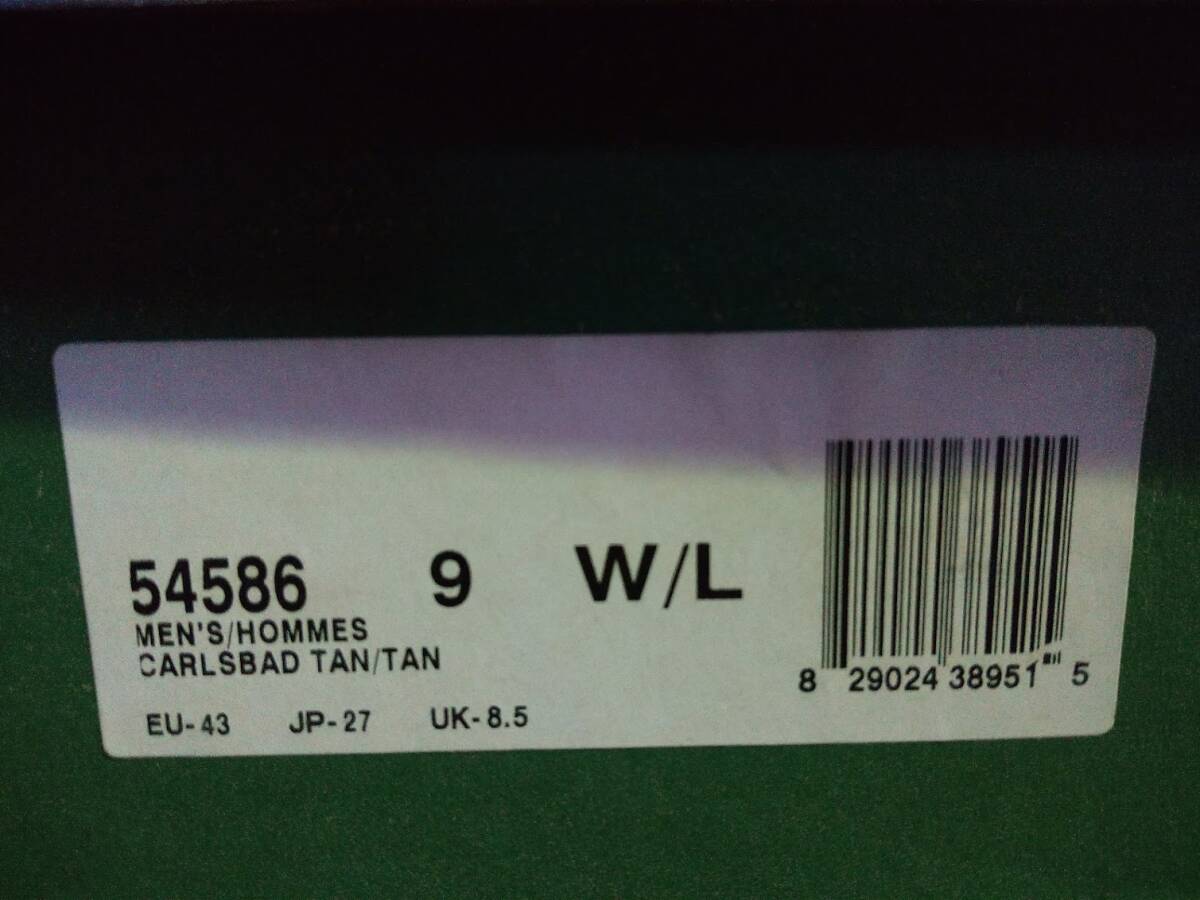 54586 9 W/L
MEN'S/HOMMES
CARLSBAD TAN/TAN
EU-43 JP-27 UK-8.5
8 29024 38951 5